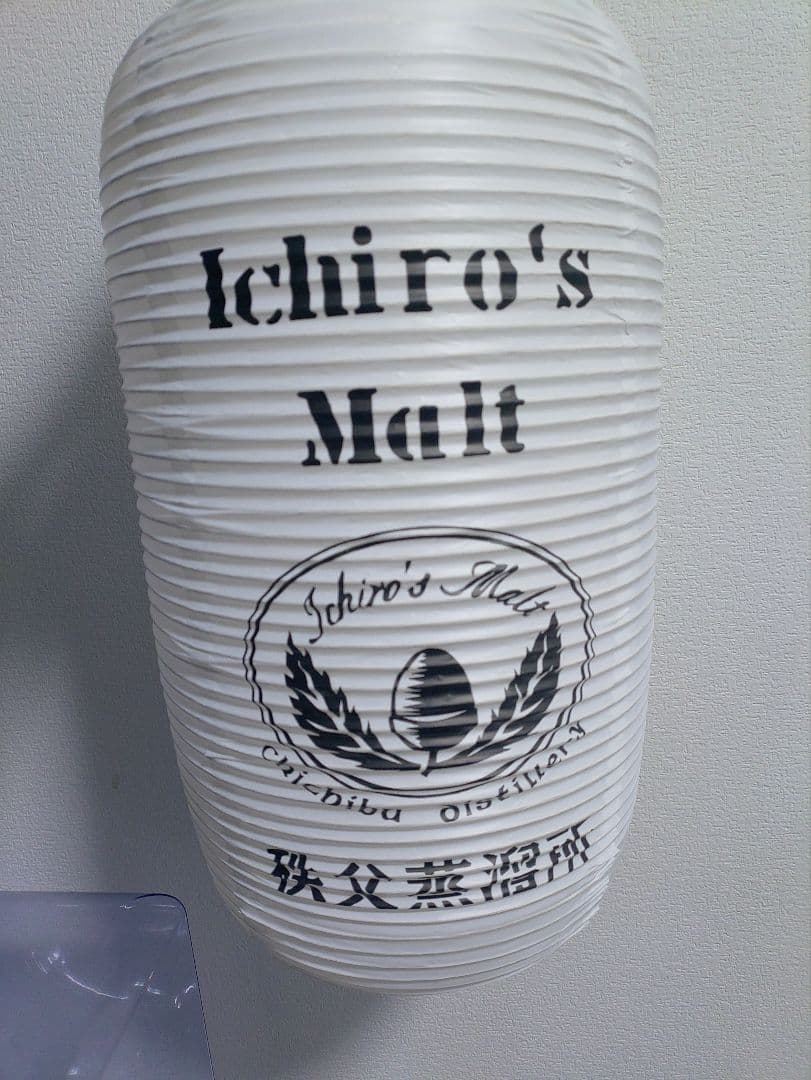 Ichiro's
Malt
Ichiro's Malt
Chichibu Distillery
秩父蒸溜所